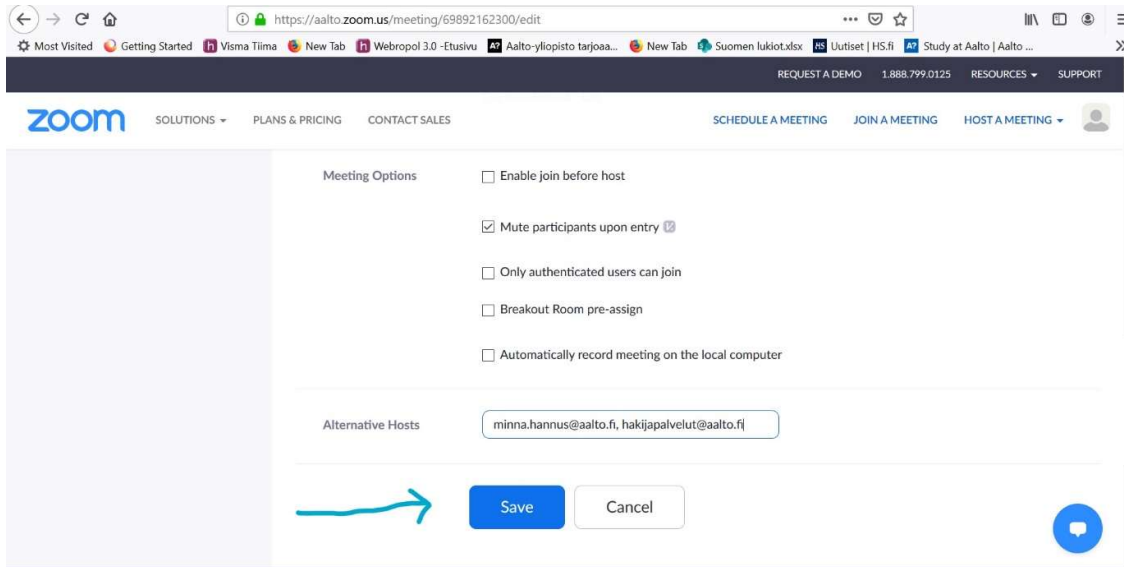 https://aalto.zoom.us/meeting/69892162300/edit
Most Visited Getting Started Visma Tiima New Tab Webropol 3.0 -Etusivu Aalto-yliopisto tarjoaa... New Tab Suomen lukiot.xlsx Uutiset | HS.fi Study at Aalto | Aalto ...
REQUEST A DEMO 1.888.799.0125 RESOURCES SUPPORT
zoom SOLUTIONS PLANS & PRICING CONTACT SALES SCHEDULE A MEETING JOIN A MEETING HOST A MEETING
Meeting Options Enable join before host
Mute participants upon entry
Only authenticated users can join
Breakout Room pre-assign
Automatically record meeting on the local computer
Alternative Hosts minna.hannus@aalto.fi, hakijapalvelut@aalto.fi
Save Cancel